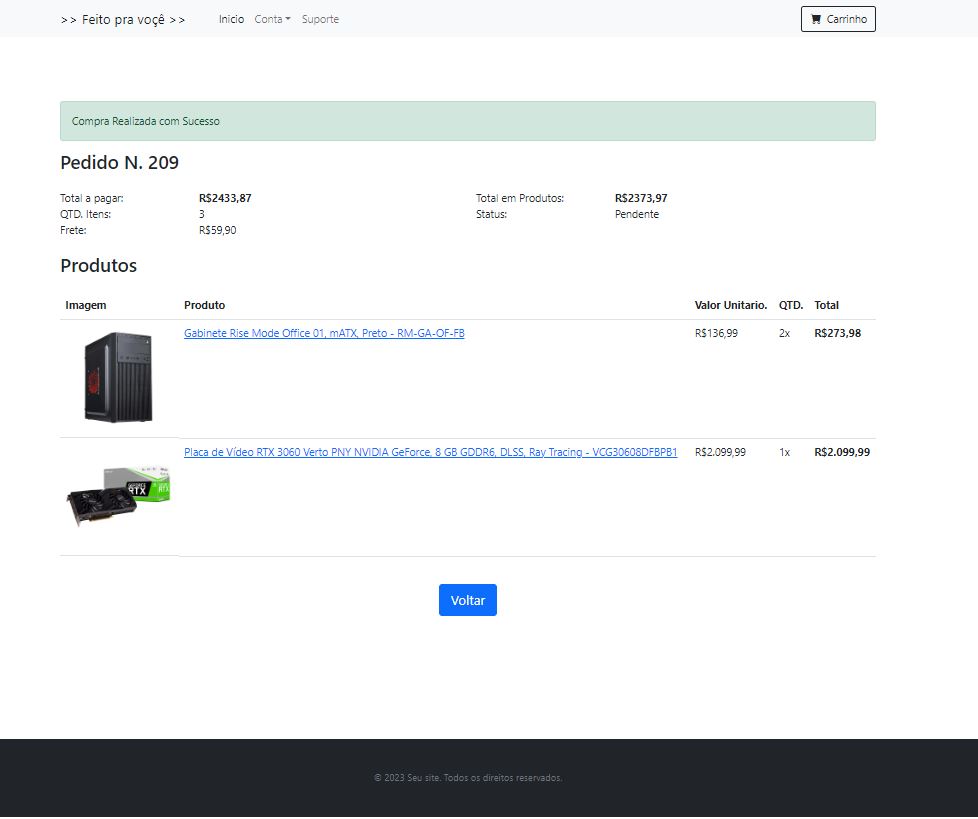 >> Feito pra voçê >> Inicio Conta Suporte Carrinho
Compra Realizada com Sucesso
Pedido N. 209
Total a pagar: R$2433,87 Total em Produtos: R$2373,97
QTD. Itens: 3 Status: Pendente
Frete: R$59,90
Produtos
Imagem Produto Valor Unitario. QTD. Total
Gabinete Rise Mode Office 01, mATX, Preto - RM-GA-OF-FB R$136,99 2x R$273,98
Placa de Vídeo RTX 3060 Verto PNY NVIDIA GeForce, 8 GB GDDR6, DLSS, Ray Tracing - VCG30608DFBPB1 R$2.099,99 1x R$2.099,99
GEFORCE
RTX
RTX
Voltar
© 2023 Seu site. Todos os direitos reservados.